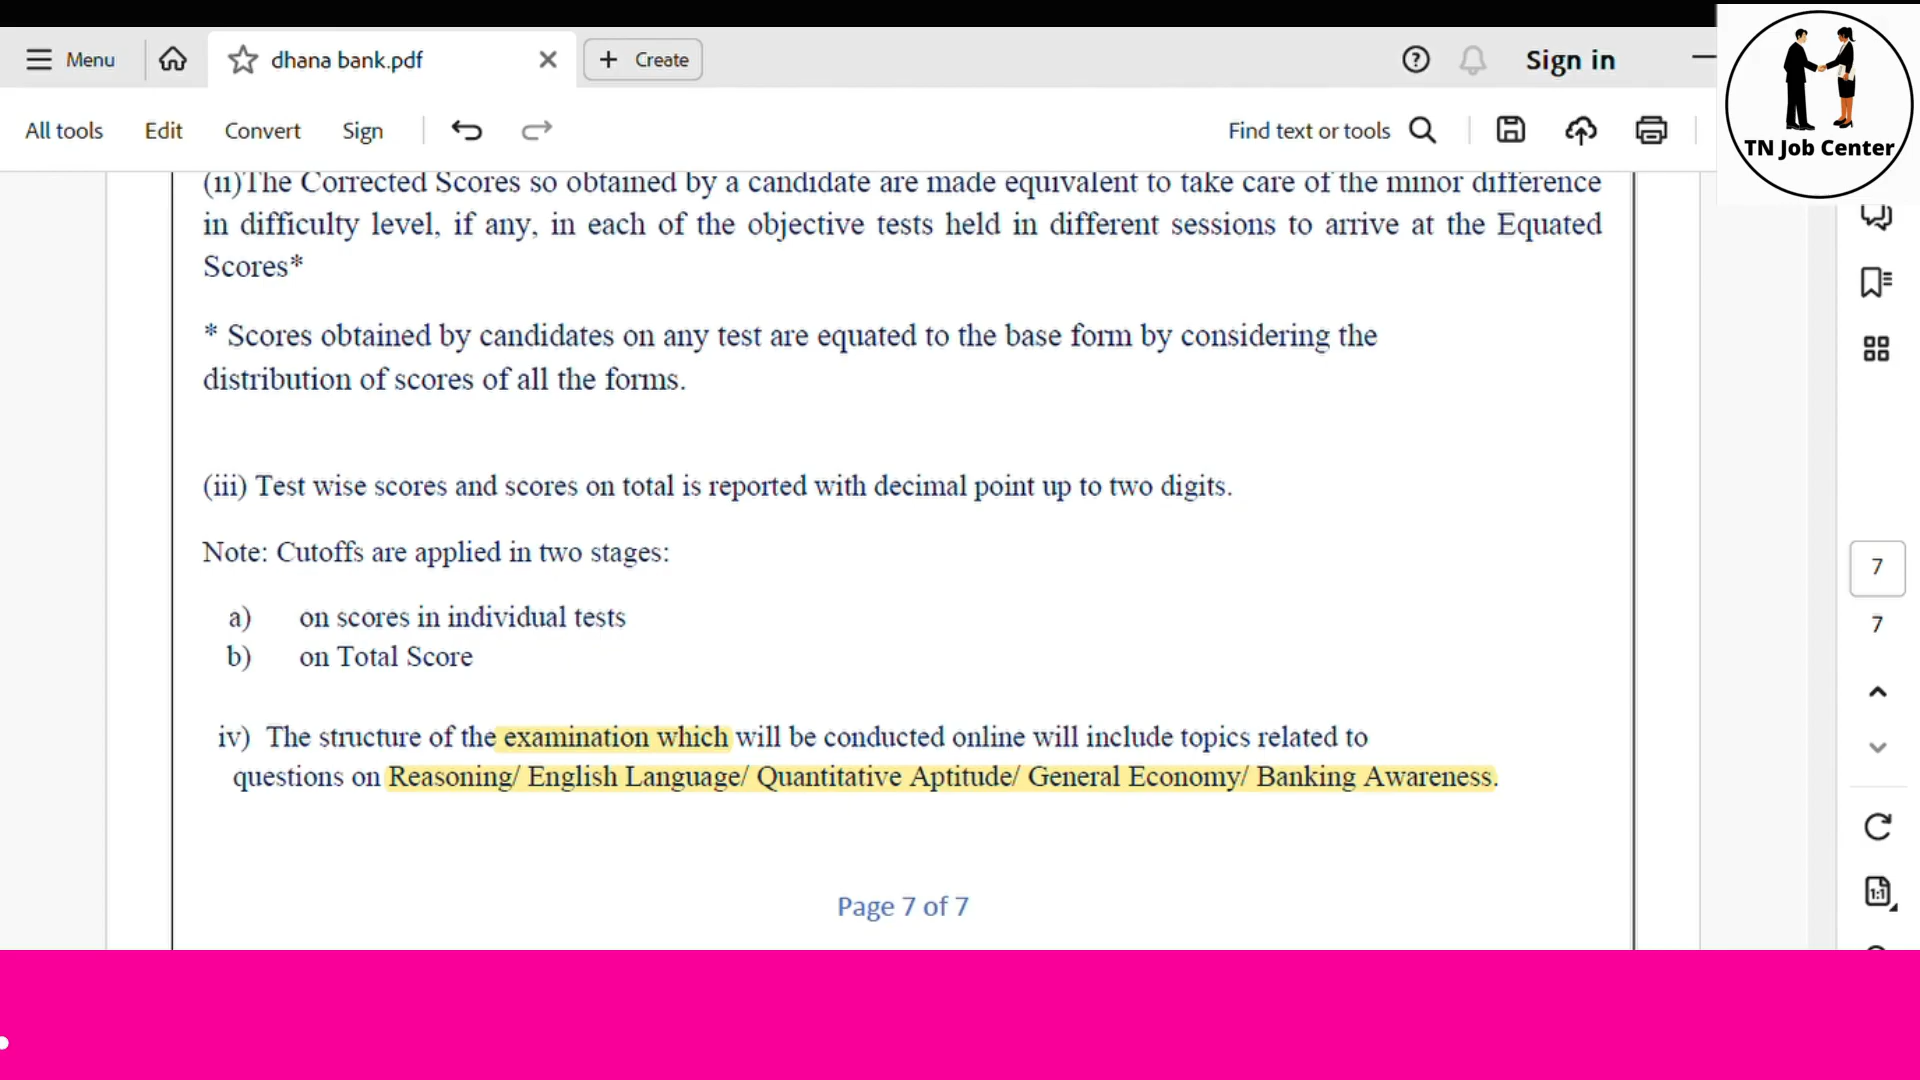 Menu
dhana bank.pdf
Create
Sign in
TN Job Center
All tools
Edit
Convert
Sign
Find text or tools
(ii)The Corrected Scores so obtained by a candidate are made equivalent to take care of the minor difference
in difficulty level, if any, in each of the objective tests held in different sessions to arrive at the Equated
Scores*
* Scores obtained by candidates on any test are equated to the base form by considering the
distribution of scores of all the forms.
(iii) Test wise scores and scores on total is reported with decimal point up to two digits.
Note: Cutoffs are applied in two stages:
a) on scores in individual tests
b) on Total Score
iv) The structure of the examination which will be conducted online will include topics related to
questions on Reasoning/ English Language/ Quantitative Aptitude/ General Economy/ Banking Awareness.
Page 7 of 7
7
7
1:1